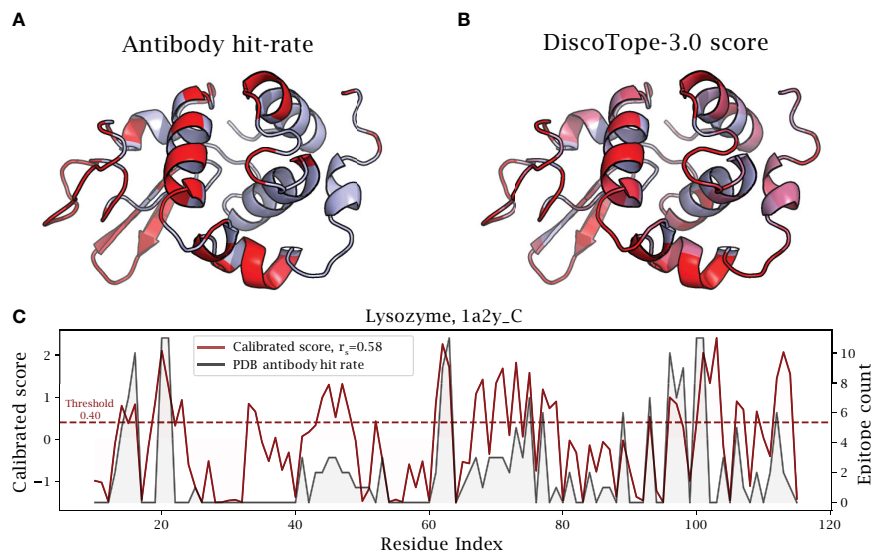 A
Antibody hit-rate
B
DiscoTope-3.0 score
C
Lysozyme, 1a2y_C
Calibrated score, rs=0.58
PDB antibody hit rate
Threshold
0.40
Calibrated score
2
1
0
−1
Epitope count
10
8
6
4
2
0
20
40
60
80
100
120
Residue Index